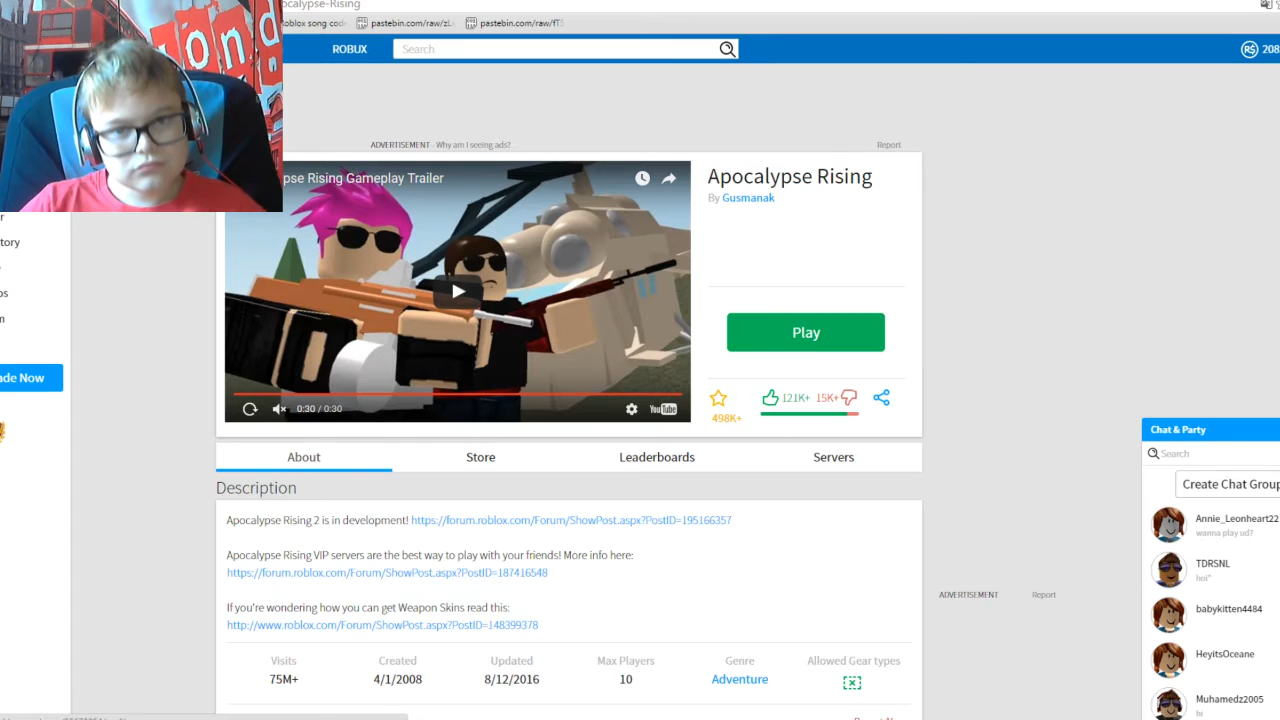 ocalypse-Rising
Roblox song code
pastebin.com/raw/zL
pastebin.com/raw/fT5
ond
ROBUX
Search
R$ 208
ADVERTISEMENT - Why am I seeing ads?
Report
pse Rising Gameplay Trailer
Apocalypse Rising
By Gusmanak
r
tory
ps
m
ade Now
Play
0:30 / 0:30
YouTube
498K+
121K+
15K+
About
Store
Leaderboards
Servers
Chat & Party
Search
Create Chat Group
Description
Apocalypse Rising 2 is in development! https://forum.roblox.com/Forum/ShowPost.aspx?PostID=195166357
Apocalypse Rising VIP servers are the best way to play with your friends! More info here:
https://forum.roblox.com/Forum/ShowPost.aspx?PostID=187416548
If you're wondering how you can get Weapon Skins read this:
http://www.roblox.com/Forum/ShowPost.aspx?PostID=148399378
Annie_Leonheart22
wanna play ud?
TDRSNL
hoi"
babykitten4484
HeyitsOceane
Muhamedz2005
hi
ADVERTISEMENT
Report
Visits
75M+
Created
4/1/2008
Updated
8/12/2016
Max Players
10
Genre
Adventure
Allowed Gear types